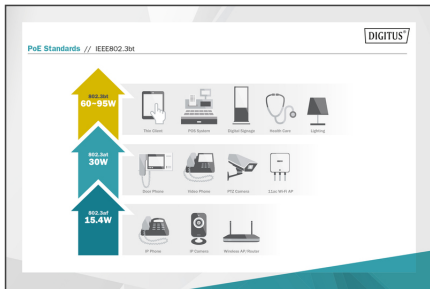 DIGITUS®
PoE Standards // IEEE802.3bt
802.3bt
60-95W
Thin Client
POS System
Digital Signage
Health Care
Lighting
802.3at
30W
Door Phone
Video Phone
PTZ Camera
11ac Wi-Fi AP
802.3af
15.4W
IP Phone
IP Camera
Wireless AP/Router